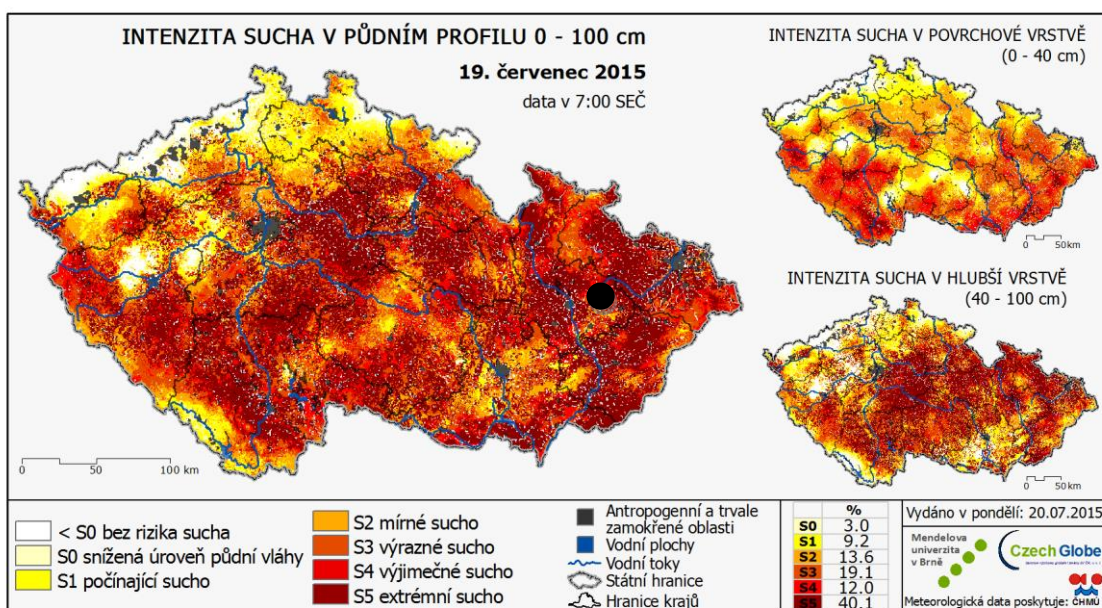 INTENZITA SUCHA V PŮDNÍM PROFILU 0 - 100 cm
19. červenec 2015
data v 7:00 SEČ
0 50 100 km
INTENZITA SUCHA V POVRCHOVÉ VRSTVĚ
(0 - 40 cm)
0 50km
INTENZITA SUCHA V HLUBŠÍ VRSTVĚ
(40 - 100 cm)
0 50km
< S0 bez rizika sucha
S0 snížená úroveň půdní vláhy
S1 počínající sucho
S2 mírné sucho
S3 výrazné sucho
S4 výjimečné sucho
S5 extrémní sucho
Antropogenní a trvale
zamokřené oblasti
Vodní plochy
Vodní toky
Státní hranice
Hranice krajů
%
S0 3.0
S1 9.2
S2 13.6
S3 19.1
S4 12.0
S5 40.1
Vydáno v pondělí: 20.07.2015
Mendelova
univerzita
v Brně
CzechGlobe
Meteorologická data poskytuje: ČHMÚ